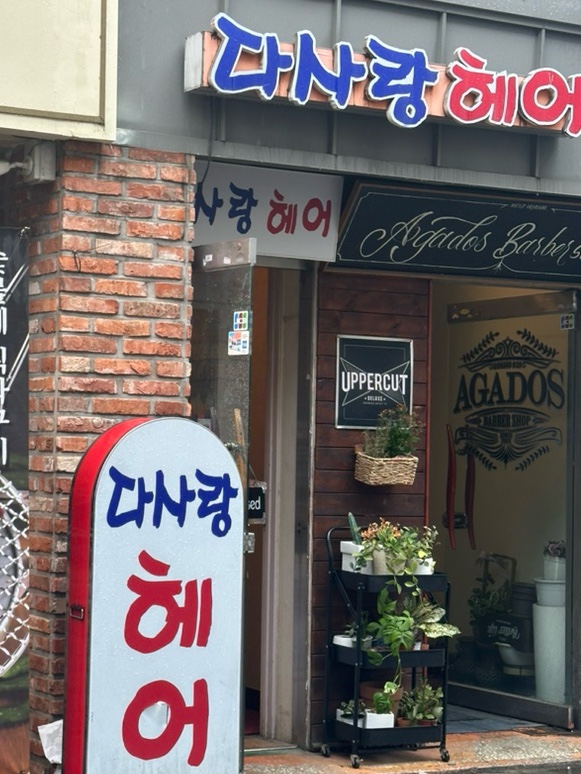 다사랑 헤어
사랑 헤어
Agados Barber
UPPERCUT
DELUXE
AGADOS
BARBER SHOP
다사랑
헤
어